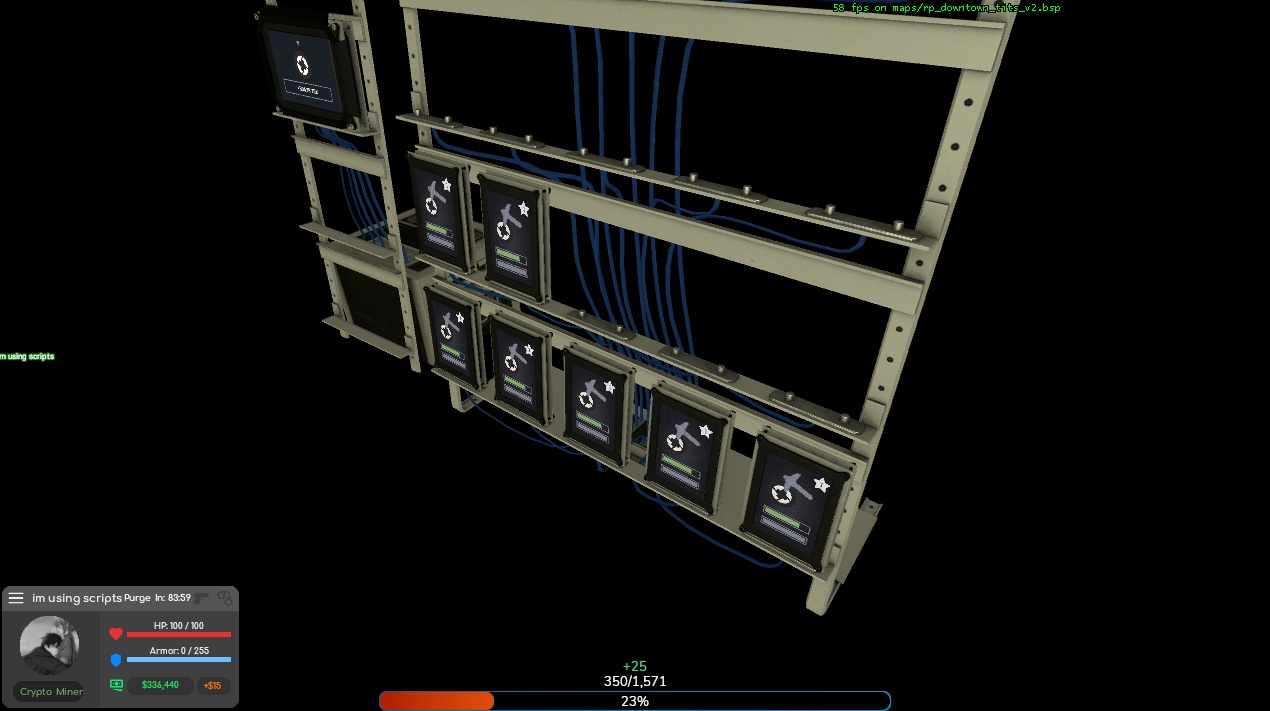 58 fps on maps/rp_downtown_tits_v2.bsp
m using scripts
im using scripts Purge In: 83:59
HP: 100 / 100
Armor: 0 / 255
Crypto Miner
$336,440
+$15
+25
350/1,571
23%